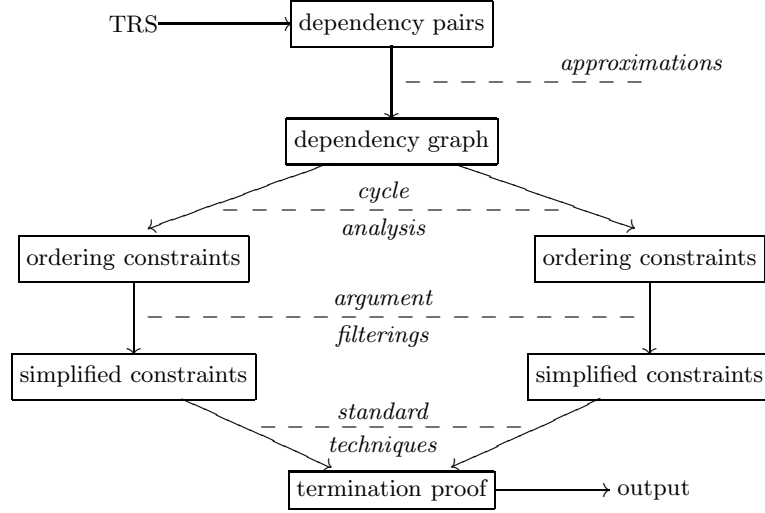 TRS
dependency pairs
approximations
dependency graph
cycle
analysis
ordering constraints
ordering constraints
argument
filterings
simplified constraints
simplified constraints
standard
techniques
termination proof
output